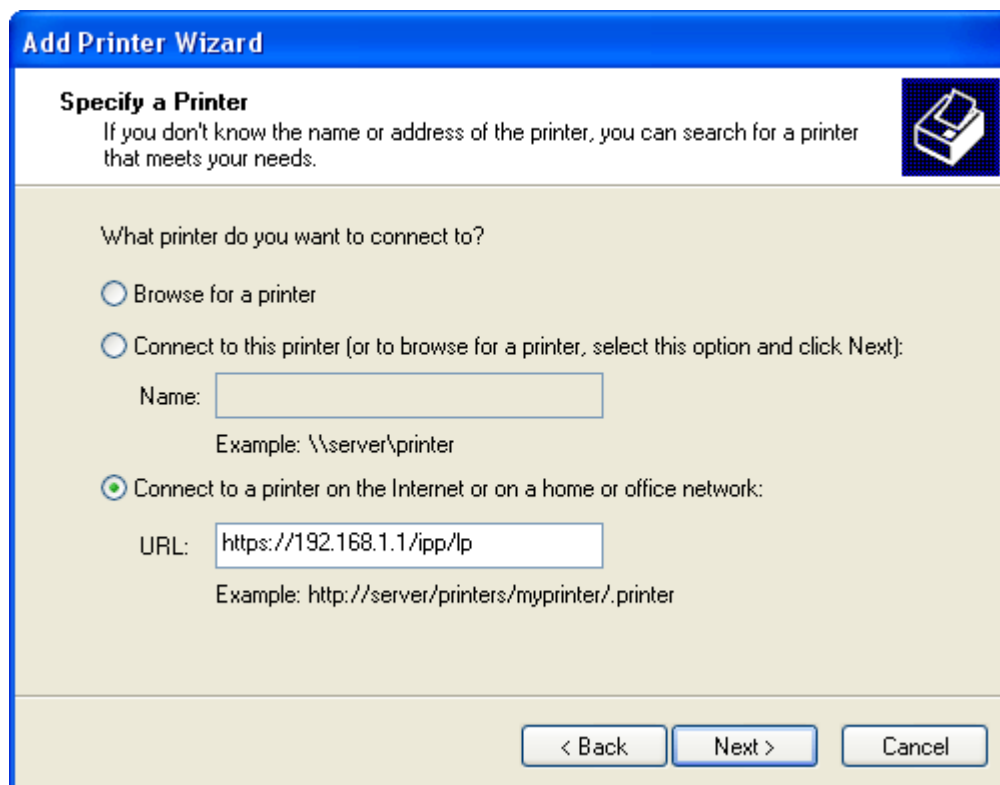 Add Printer Wizard
Specify a Printer
If you don't know the name or address of the printer, you can search for a printer
that meets your needs.
What printer do you want to connect to?
Browse for a printer
Connect to this printer (or to browse for a printer, select this option and click Next):
Name:
Example: \\server\printer
Connect to a printer on the Internet or on a home or office network:
URL: https://192.168.1.1/ipp/lp
Example: http://server/printers/myprinter/.printer
< Back Next > Cancel